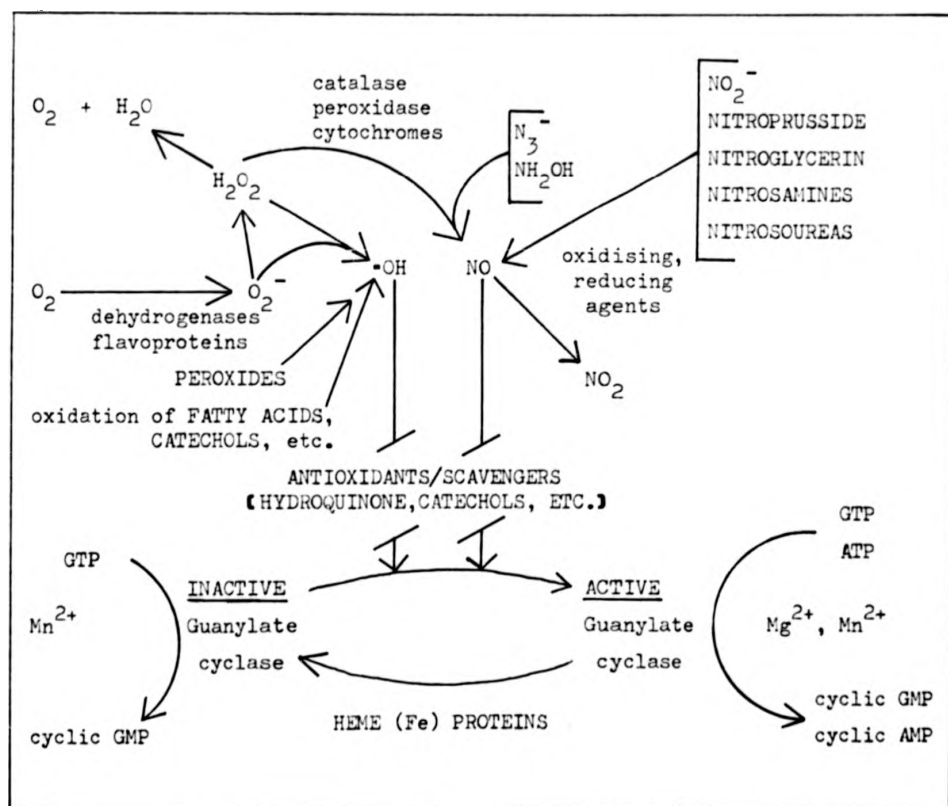 O2 + H2O
catalase
peroxidase
cytochromes
N3-
NH2OH
NO2-
NITROPRUSSIDE
NITROGLYCERIN
NITROSAMINES
NITROSOUREAS
H2O2
O2
O2-
•OH
NO
oxidising,
reducing
agents
dehydrogenases
flavoproteins
PEROXIDES
NO2
oxidation of FATTY ACIDS,
CATECHOLS, etc.
ANTIOXIDANTS/SCAVENGERS
(HYDROQUINONE,CATECHOLS, ETC.)
GTP
Mn2+
cyclic GMP
INACTIVE
Guanylate
cyclase
ACTIVE
Guanylate
cyclase
HEME (Fe) PROTEINS
GTP
ATP
Mg2+, Mn2+
cyclic GMP
cyclic AMP